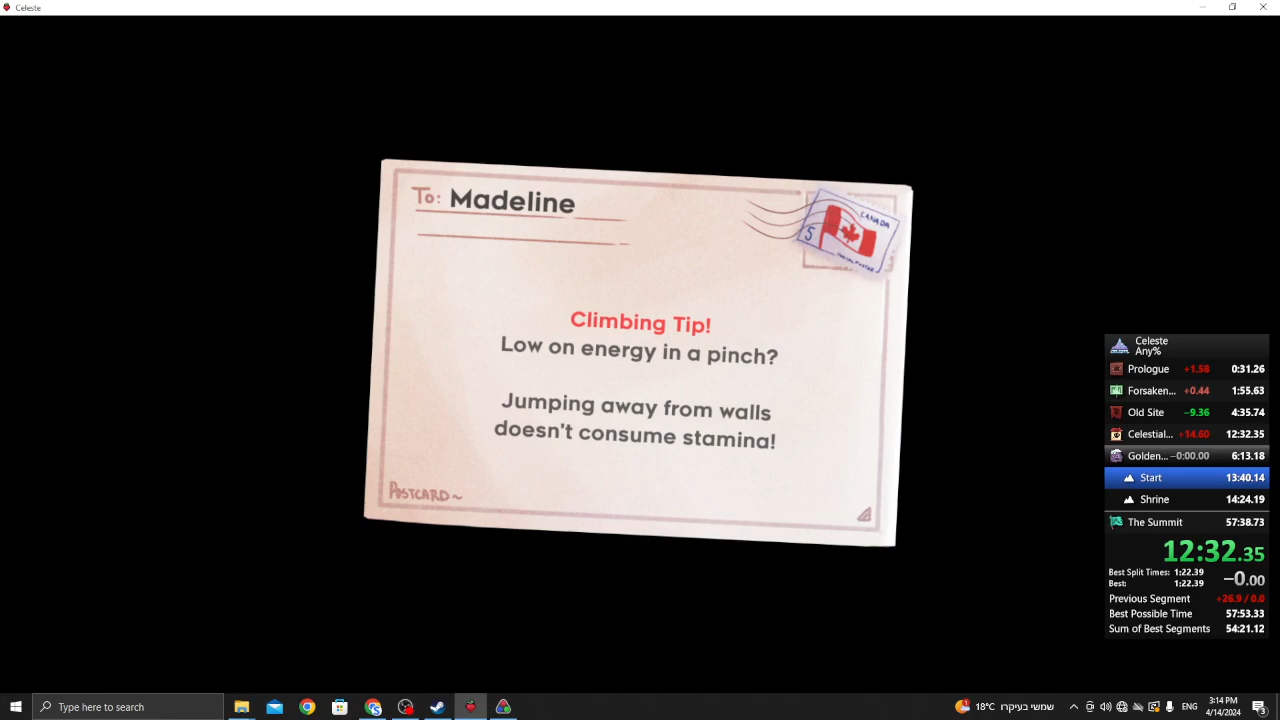 Celeste
To: Madeline
CANADA
5
Climbing Tip!
Low on energy in a pinch?
Jumping away from walls
doesn't consume stamina!
POSTCARD~
Celeste
Any%
Prologue +1.58 0:31.26
Forsaken... +0.44 1:55.63
Old Site −9.36 4:35.74
Celestial... +14.60 12:32.35
Golden... −0:00.00 6:13.18
Start 13:40.14
Shrine 14:24.19
The Summit 57:38.73
12:32.35
Best Split Times: 1:22.39
Best: 1:22.39
−0.00
Previous Segment +26.9 / 0.0
Best Possible Time 57:53.33
Sum of Best Segments 54:21.12
Type here to search
18°C מעונן בעיקרו
ENG
3:14 PM
4/14/2024
3